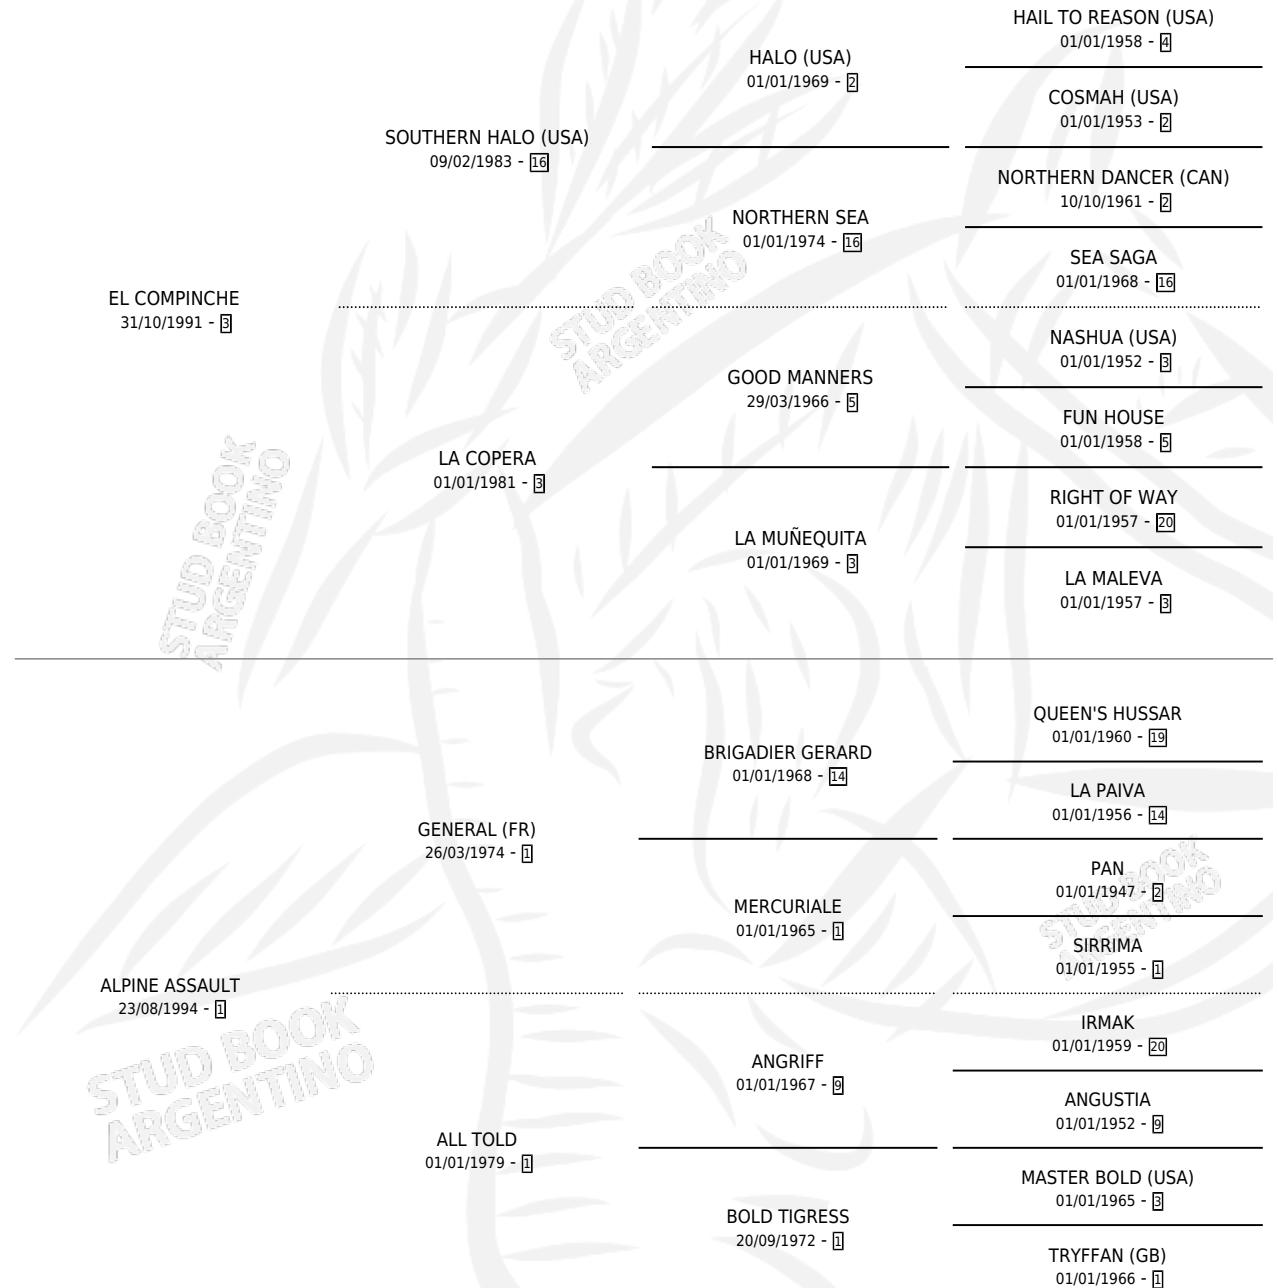 HAIL TO REASON (USA)
01/01/1958 - 4
HALO (USA)
01/01/1969 - 2
COSMAH (USA)
01/01/1953 - 2
SOUTHERN HALO (USA)
09/02/1983 - 16
NORTHERN DANCER (CAN)
10/10/1961 - 2
NORTHERN SEA
01/01/1974 - 16
SEA SAGA
01/01/1968 - 16
EL COMPINCHE
31/10/1991 - 3
NASHUA (USA)
01/01/1952 - 3
GOOD MANNERS
29/03/1966 - 5
FUN HOUSE
01/01/1958 - 5
LA COPERA
01/01/1981 - 3
RIGHT OF WAY
01/01/1957 - 20
LA MUÑEQUITA
01/01/1969 - 3
LA MALEVA
01/01/1957 - 3
STUD BOOK
ARGENTINO
STUD BOOK
ARGENTINO
QUEEN'S HUSSAR
01/01/1960 - 19
BRIGADIER GERARD
01/01/1968 - 14
LA PAIVA
01/01/1956 - 14
GENERAL (FR)
26/03/1974 - 1
PAN
01/01/1947 - 2
MERCURIALE
01/01/1965 - 1
SIRRIMA
01/01/1955 - 1
STUD BOOK
ARGENTINO
ALPINE ASSAULT
23/08/1994 - 1
IRMAK
01/01/1959 - 20
ANGRIFF
01/01/1967 - 9
ANGUSTIA
01/01/1952 - 9
STUD BOOK
ARGENTINO
ALL TOLD
01/01/1979 - 1
MASTER BOLD (USA)
01/01/1965 - 3
BOLD TIGRESS
20/09/1972 - 1
TRYFFAN (GB)
01/01/1966 - 1